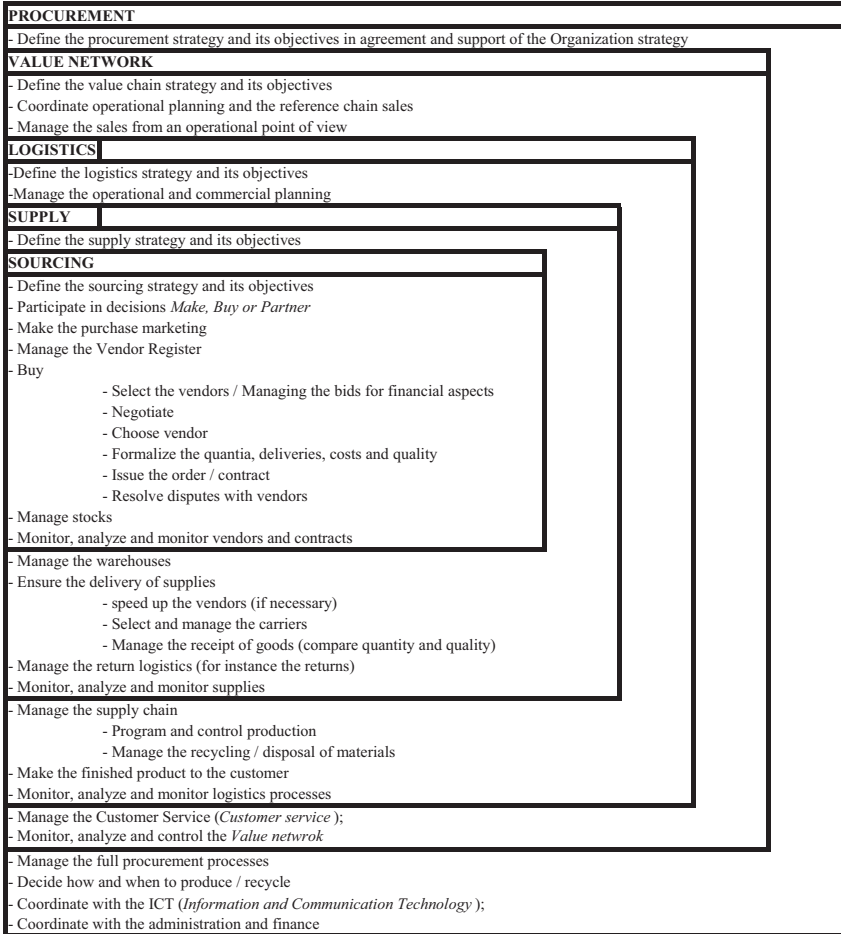 PROCUREMENT
- Define the procurement strategy and its objectives in agreement and support of the Organization strategy
VALUE NETWORK
- Define the value chain strategy and its objectives
- Coordinate operational planning and the reference chain sales
- Manage the sales from an operational point of view
LOGISTICS
-Define the logistics strategy and its objectives
-Manage the operational and commercial planning
SUPPLY
- Define the supply strategy and its objectives
SOURCING
- Define the sourcing strategy and its objectives
- Participate in decisions Make, Buy or Partner
- Make the purchase marketing
- Manage the Vendor Register
- Buy
- Select the vendors / Managing the bids for financial aspects
- Negotiate
- Choose vendor
- Formalize the quantia, deliveries, costs and quality
- Issue the order / contract
- Resolve disputes with vendors
- Manage stocks
- Monitor, analyze and monitor vendors and contracts
- Manage the warehouses
- Ensure the delivery of supplies
- speed up the vendors (if necessary)
- Select and manage the carriers
- Manage the receipt of goods (compare quantity and quality)
- Manage the return logistics (for instance the returns)
- Monitor, analyze and monitor supplies
- Manage the supply chain
- Program and control production
- Manage the recycling / disposal of materials
- Make the finished product to the customer
- Monitor, analyze and monitor logistics processes
- Manage the Customer Service (Customer service );
- Monitor, analyze and control the Value netwrok
- Manage the full procurement processes
- Decide how and when to produce / recycle
- Coordinate with the ICT (Information and Communication Technology );
- Coordinate with the administration and finance